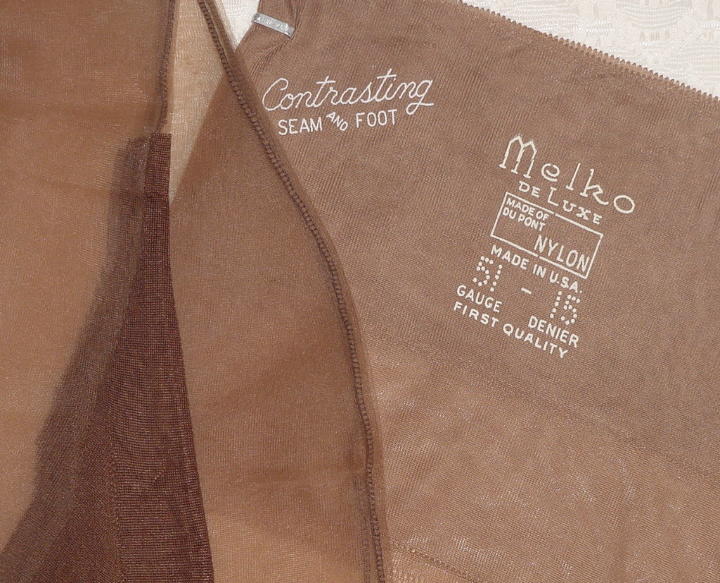 Contrasting
SEAM AND FOOT
Melko
DE LUXE
MADE OF
DU PONT
NYLON
MADE IN U.S.A.
51 - 15
GAUGE DENIER
FIRST QUALITY